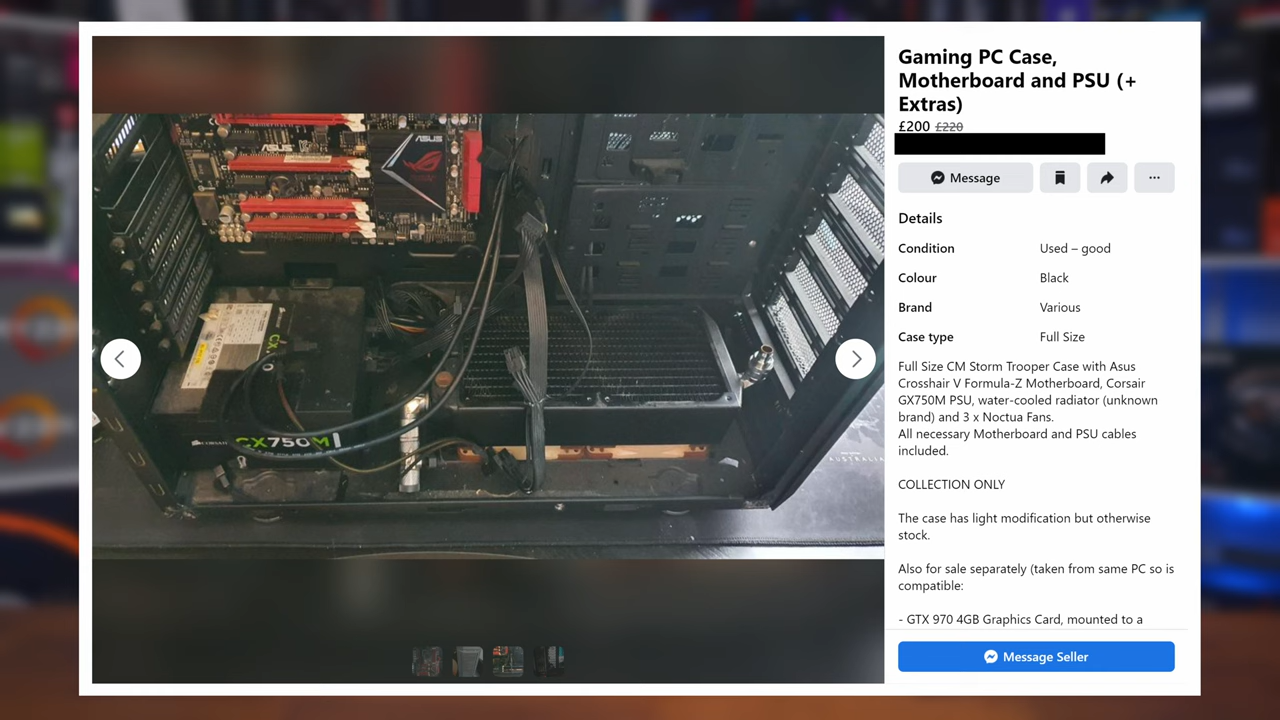 Gaming PC Case,
Motherboard and PSU (+
Extras)
£200 £220
Message
Details
Condition Used – good
Colour Black
Brand Various
Case type Full Size
Full Size CM Storm Trooper Case with Asus
Crosshair V Formula-Z Motherboard, Corsair
GX750M PSU, water-cooled radiator (unknown
brand) and 3 x Noctua Fans.
All necessary Motherboard and PSU cables
included.
COLLECTION ONLY
The case has light modification but otherwise
stock.
Also for sale separately (taken from same PC so is
compatible:
- GTX 970 4GB Graphics Card, mounted to a
Message Seller
ASUS
ASUS
CORSAIR
CX750M
AUSTRALIA